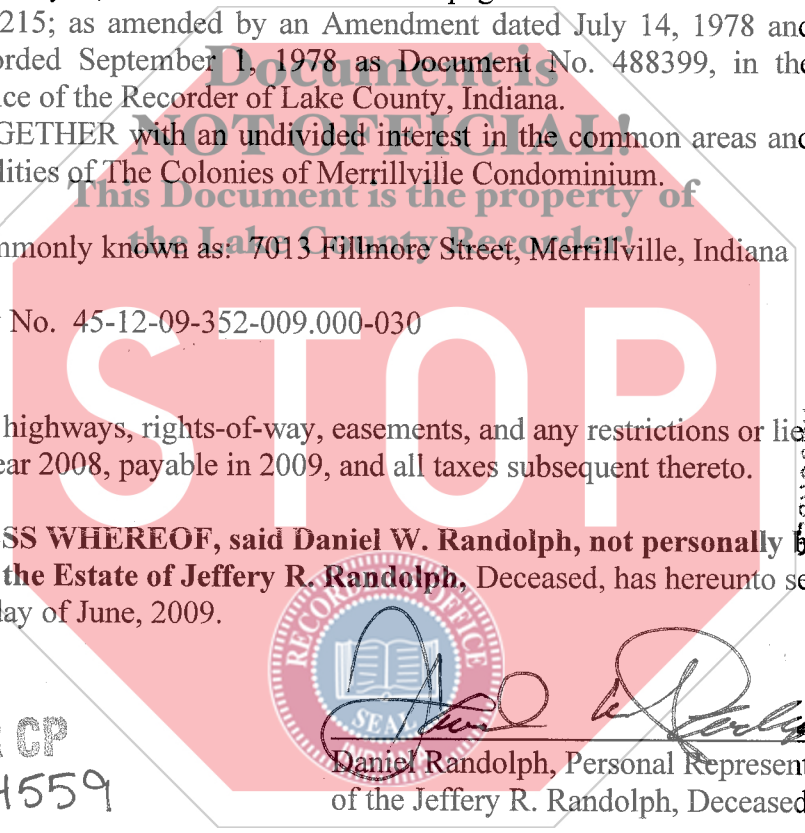 215; as amended by an Amendment dated July 14, 1978 and
orded September 1, 1978 as Document No. 488399, in the
ce of the Recorder of Lake County, Indiana.
GETHER with an undivided interest in the common areas and
lities of The Colonies of Merrillville Condominium.
Document is
NOT OFFICIAL!
This Document is the property of
the Lake County Recorder!
mmonly known as: 7013 Fillmore Street, Merrillville, Indiana
No. 45-12-09-352-009.000-030
STOP
highways, rights-of-way, easements, and any restrictions or lie
ear 2008, payable in 2009, and all taxes subsequent thereto.
SS WHEREOF, said Daniel W. Randolph, not personally b
the Estate of Jeffery R. Randolph, Deceased, has hereunto se
day of June, 2009.
RECORDER'S OFFICE
SEAL
INDIANA
CP
4559
Daniel Randolph, Personal Represent
of the Jeffery R. Randolph, Deceased